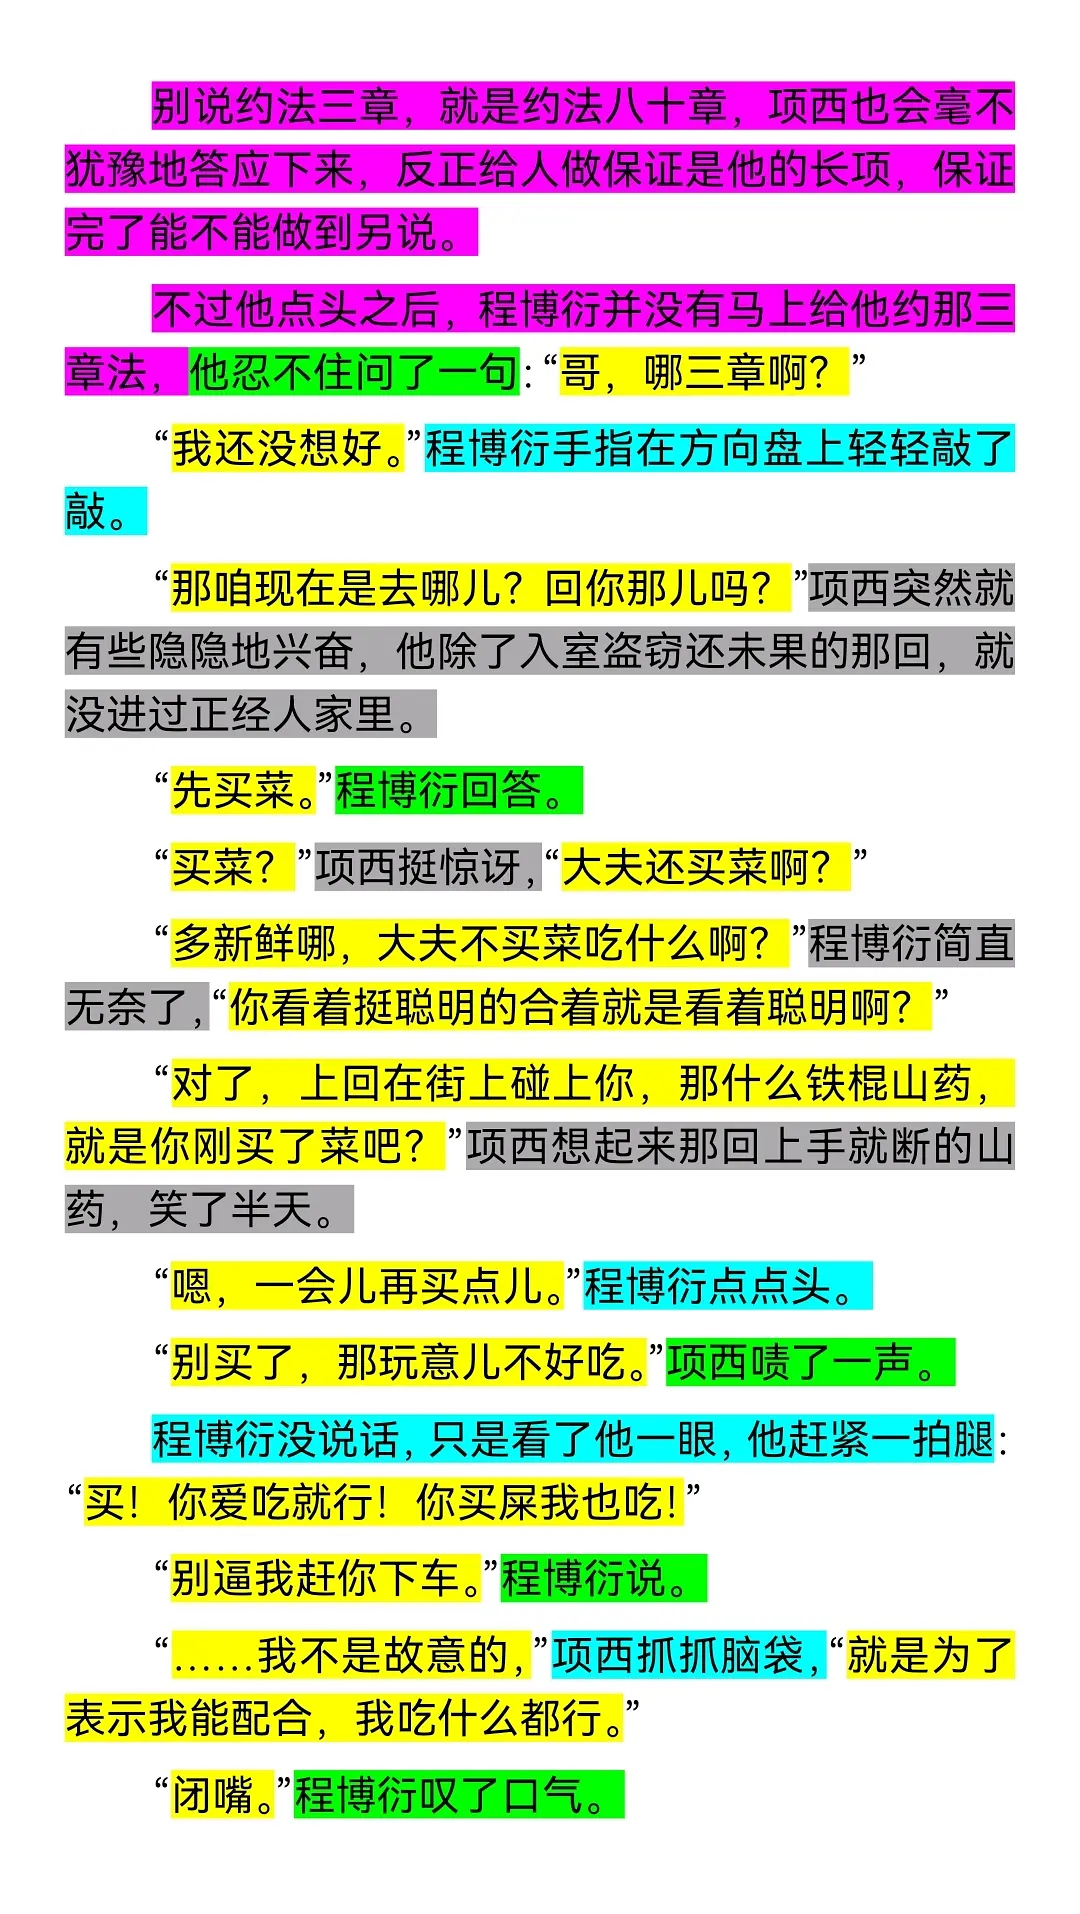 别说约法三章，就是约法八十章，项西也会毫不
犹豫地答应下来，反正给人做保证是他的长项，保证
完了能不能做到另说。
不过他点头之后，程博衍并没有马上给他约那三
章法，他忍不住问了一句：“哥，哪三章啊？”
“我还没想好。”程博衍手指在方向盘上轻轻敲了
敲。
“那咱现在是去哪儿？回你那儿吗？”项西突然就
有些隐隐地兴奋，他除了入室盗窃还未果的那回，就
没进过正经人家里。
“先买菜。”程博衍回答。
“买菜？”项西挺惊讶，“大夫还买菜啊？”
“多新鲜哪，大夫不买菜吃什么啊？”程博衍简直
无奈了，“你看着挺聪明的合着就是看着聪明啊？”
“对了，上回在街上碰上你，那什么铁棍山药，
就是你刚买了菜吧？”项西想起来那回上手就断的山
药，笑了半天。
“嗯，一会儿再买点儿。”程博衍点点头。
“别买了，那玩意儿不好吃。”项西啧了一声。
程博衍没说话，只是看了他一眼，他赶紧一拍腿：
“买！你爱吃就行！你买屎我也吃！”
“别逼我赶你下车。”程博衍说。
“……我不是故意的，”项西抓抓脑袋，“就是为了
表示我能配合，我吃什么都行。”
“闭嘴。”程博衍叹了口气。